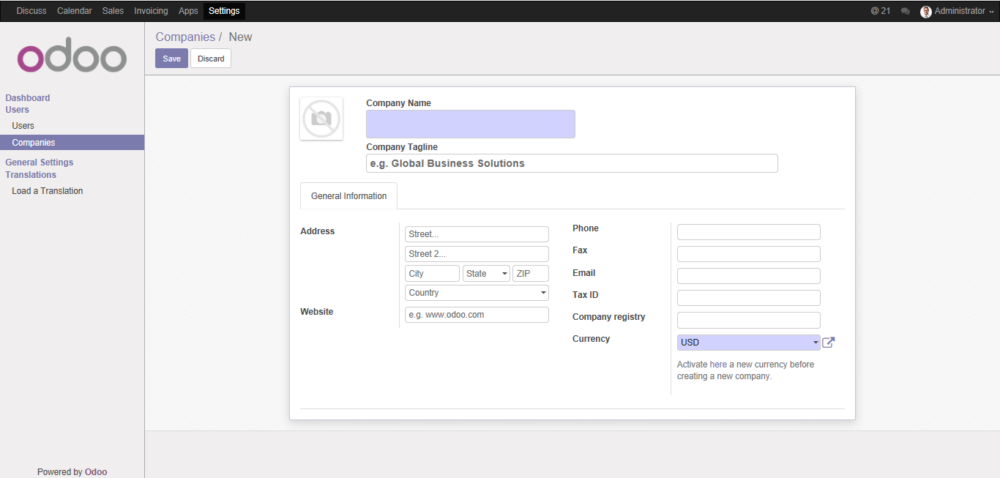 Discuss Calendar Sales Invoicing Apps Settings @ 21 Administrator
odoo
Dashboard
Users
Users
Companies
General Settings
Translations
Load a Translation
Powered by Odoo
Companies / New
Save Discard
Company Name
Company Tagline
e.g. Global Business Solutions
General Information
Address
Street...
Street 2...
City State ZIP
Country
Website e.g. www.odoo.com
Phone
Fax
Email
Tax ID
Company registry
Currency USD
Activate here a new currency before
creating a new company.